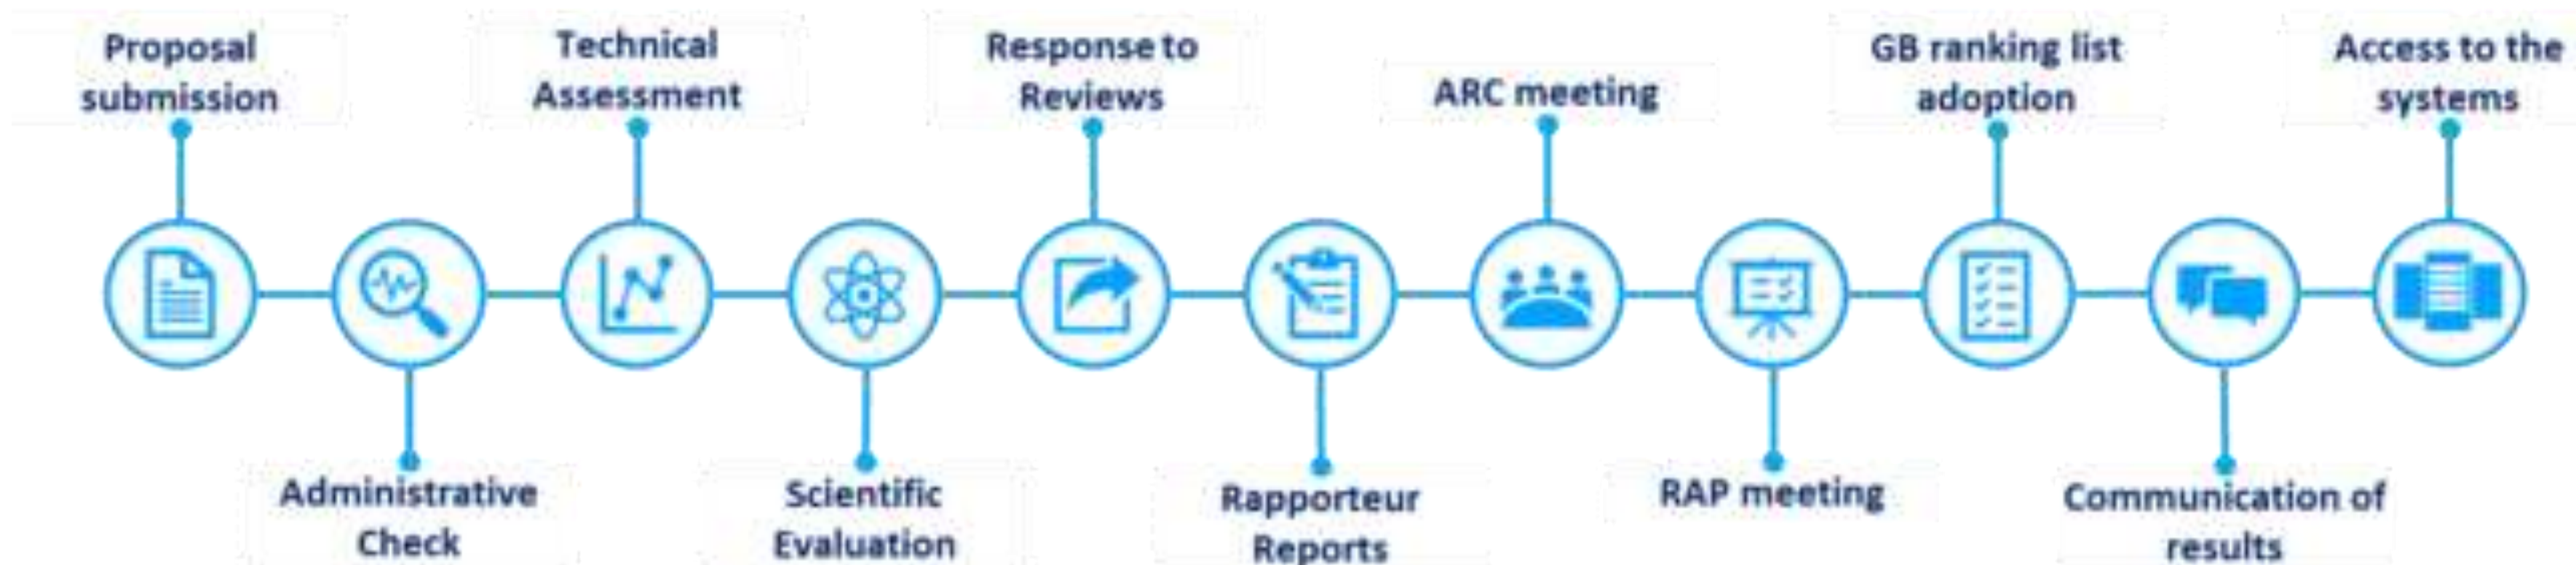 Proposal
submission
Administrative
Check
Technical
Assessment
Scientific
Evaluation
Response to
Reviews
Rapporteur
Reports
ARC meeting
RAP meeting
GB ranking list
adoption
Communication of
results
Access to the
systems